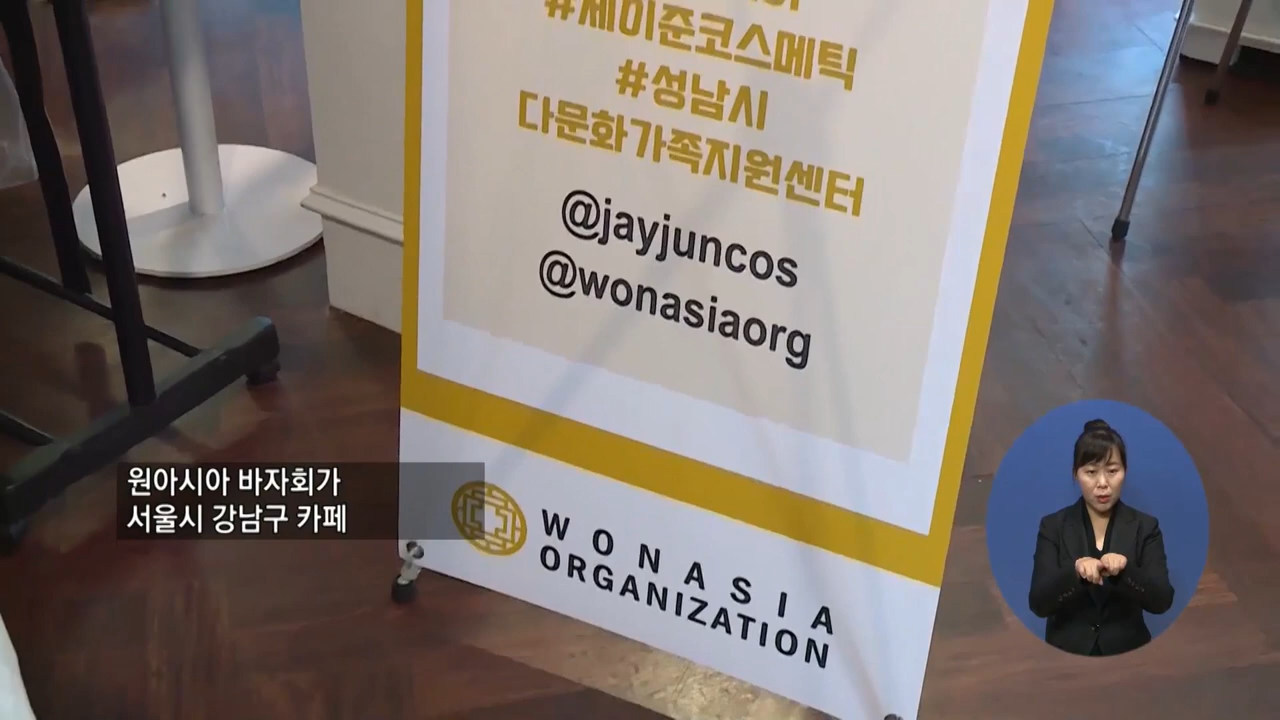 #제이준코스메틱
#성남시
다문화가족지원센터
@jayjuncos
@wonasiaorg
WONASIA
ORGANIZATION
원아시아 바자회가
서울시 강남구 카페